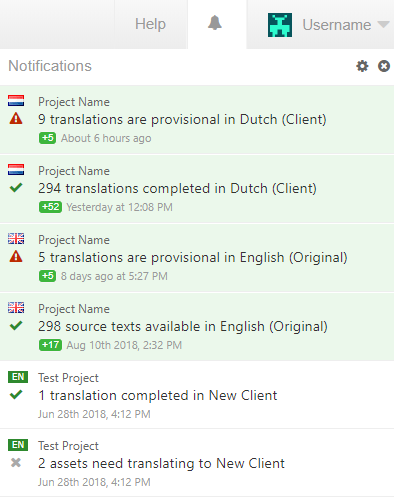 Help
Username
Notifications
Project Name
9 translations are provisional in Dutch (Client)
+5 About 6 hours ago
Project Name
294 translations completed in Dutch (Client)
+52 Yesterday at 12:08 PM
Project Name
5 translations are provisional in English (Original)
+5 8 days ago at 5:27 PM
Project Name
298 source texts available in English (Original)
+17 Aug 10th 2018, 2:32 PM
EN Test Project
1 translation completed in New Client
Jun 28th 2018, 4:12 PM
EN Test Project
2 assets need translating to New Client
Jun 28th 2018, 4:12 PM